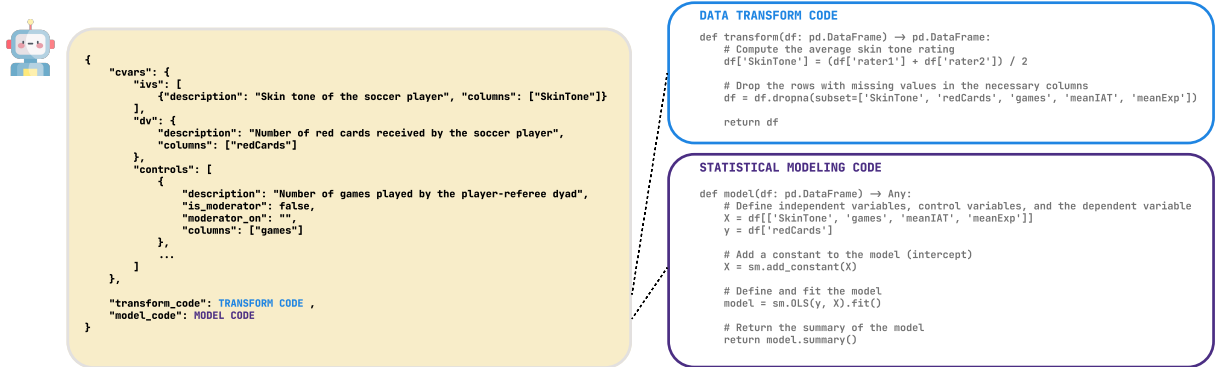 {
    "cvars": {
        "ivs": [
            {"description": "Skin tone of the soccer player", "columns": ["SkinTone"]}
        ],
        "dv": {
            "description": "Number of red cards received by the soccer player",
            "columns": ["redCards"]
        },
        "controls": [
            {
                "description": "Number of games played by the player-referee dyad",
                "is_moderator": false,
                "moderator_on": "",
                "columns": ["games"]
            },
            ...
        ]
    },
    "transform_code": TRANSFORM CODE ,
    "model_code": MODEL CODE
}
DATA TRANSFORM CODE
def transform(df: pd.DataFrame) → pd.DataFrame:
    # Compute the average skin tone rating
    df['SkinTone'] = (df['rater1'] + df['rater2']) / 2
    # Drop the rows with missing values in the necessary columns
    df = df.dropna(subset=['SkinTone', 'redCards', 'games', 'meanIAT', 'meanExp'])
    return df
STATISTICAL MODELING CODE
def model(df: pd.DataFrame) → Any:
    # Define independent variables, control variables, and the dependent variable
    X = df[['SkinTone', 'games', 'meanIAT', 'meanExp']]
    y = df['redCards']
    # Add a constant to the model (intercept)
    X = sm.add_constant(X)
    # Define and fit the model
    model = sm.OLS(y, X).fit()
    # Return the summary of the model
    return model.summary()